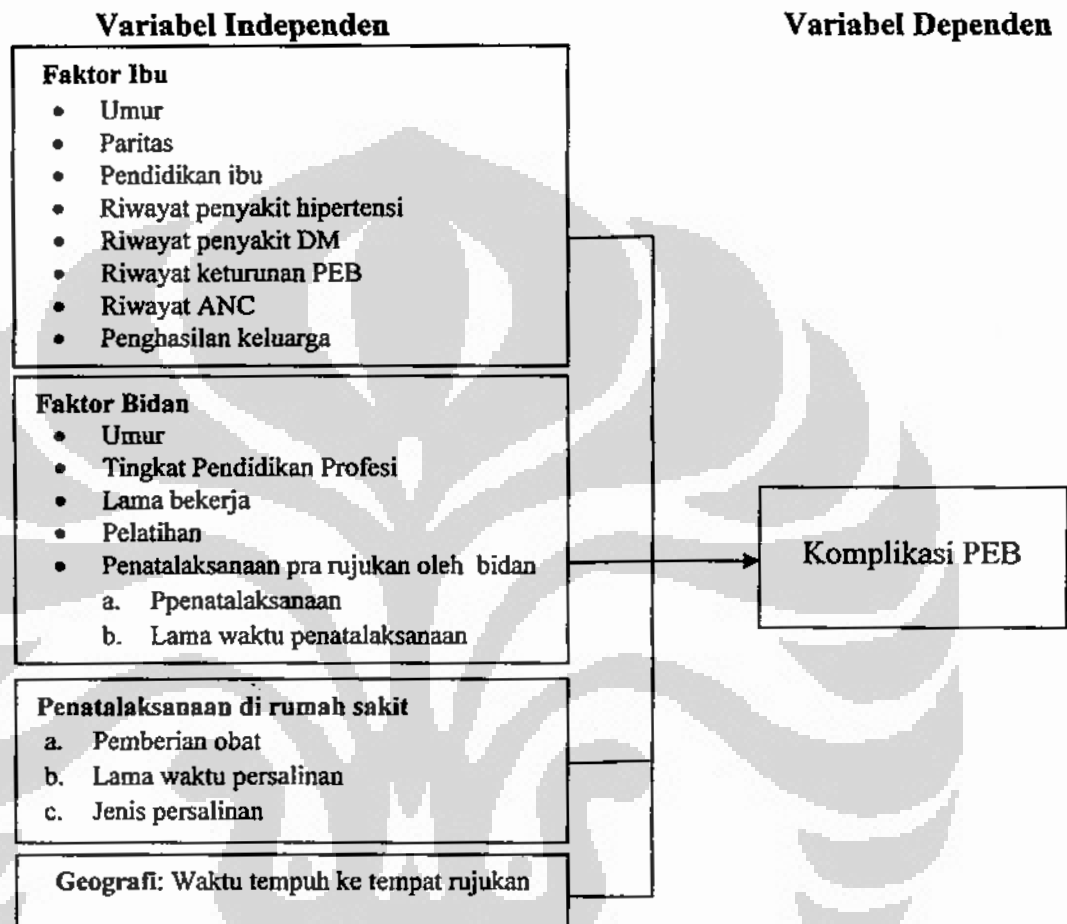 Variabel Independen
Variabel Dependen
Faktor Ibu
• Umur
• Paritas
• Pendidikan ibu
• Riwayat penyakit hipertensi
• Riwayat penyakit DM
• Riwayat keturunan PEB
• Riwayat ANC
• Penghasilan keluarga
Faktor Bidan
• Umur
• Tingkat Pendidikan Profesi
• Lama bekerja
• Pelatihan
• Penatalaksanaan pra rujukan oleh bidan
a. Ppenatalaksanaan
b. Lama waktu penatalaksanaan
Penatalaksanaan di rumah sakit
a. Pemberian obat
b. Lama waktu persalinan
c. Jenis persalinan
Geografi: Waktu tempuh ke tempat rujukan
Komplikasi PEB